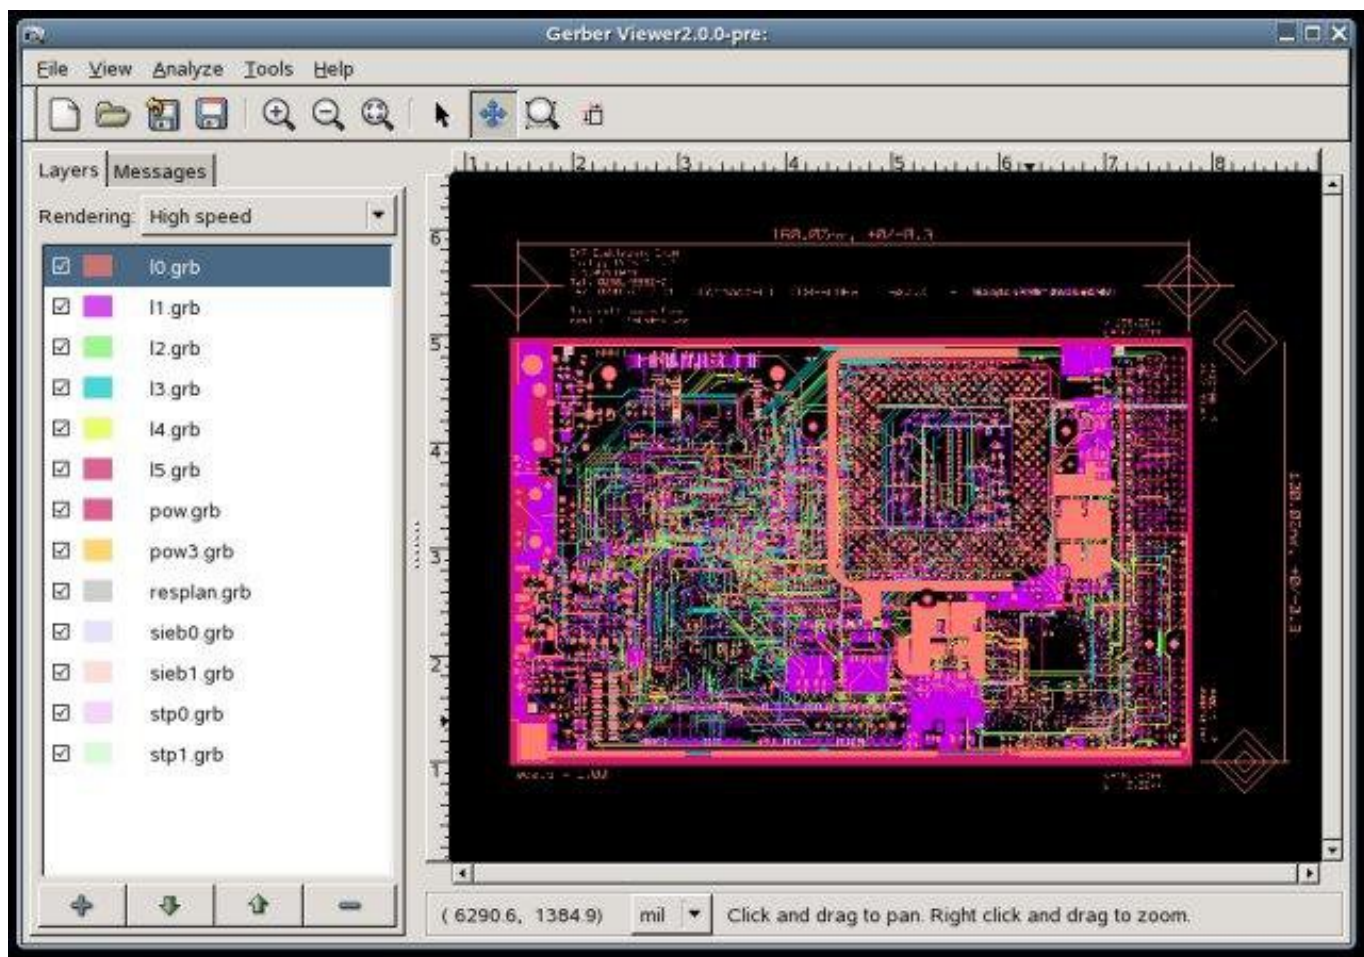 Gerber Viewer2.0.0-pre:
File View Analyze Tools Help
Layers Messages
Rendering: High speed
l0.grb
l1.grb
l2.grb
l3.grb
l4.grb
l5.grb
pow.grb
pow3.grb
resplan.grb
sieb0.grb
sieb1.grb
stp0.grb
stp1.grb
1 2 3 4 5 6 7 8
6
5
4
3
2
1
+0/-0.3
( 6290.6, 1384.9) mil Click and drag to pan. Right click and drag to zoom.